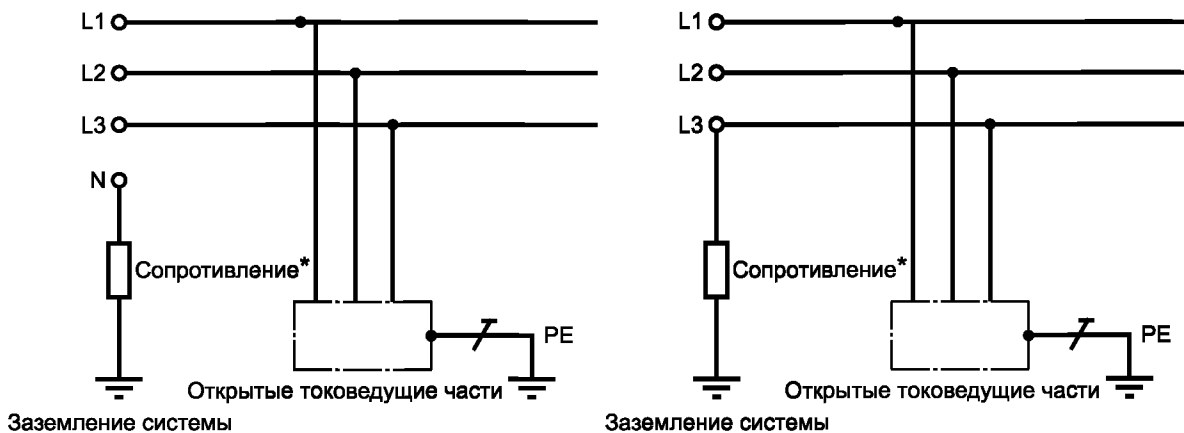 L1
L2
L3
N
Сопротивление*
PE
Открытые токоведущие части
Заземление системы
L1
L2
L3
Сопротивление*
PE
Открытые токоведущие части
Заземление системы